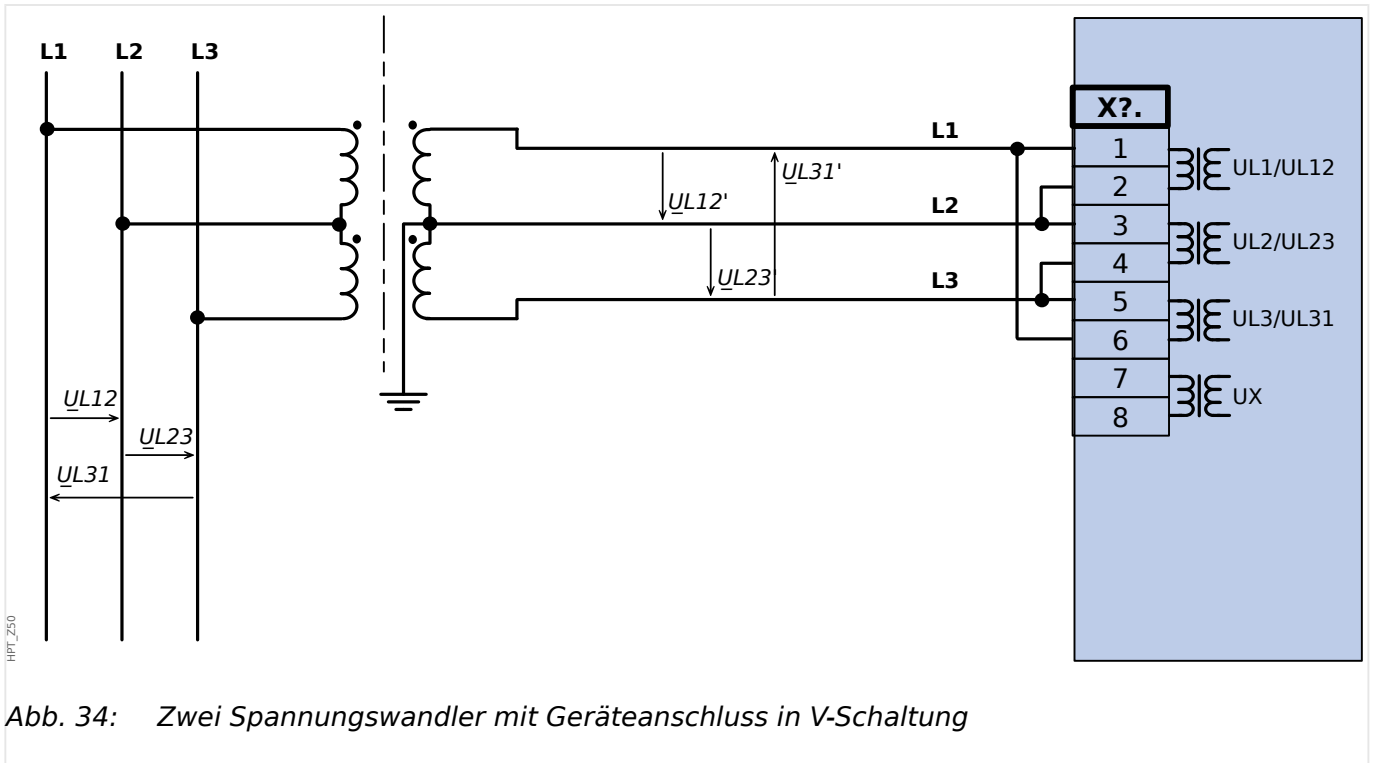 L1 L2 L3
X?.
L1
1
UL31'
UL1/UL12
2
UL12'
L2
3
UL2/UL23
4
UL23'
L3
5
UL3/UL31
6
7
UX
UL12
8
UL23
UL31
HPT_Z50
Abb. 34: Zwei Spannungswandler mit Geräteanschluss in V-Schaltung